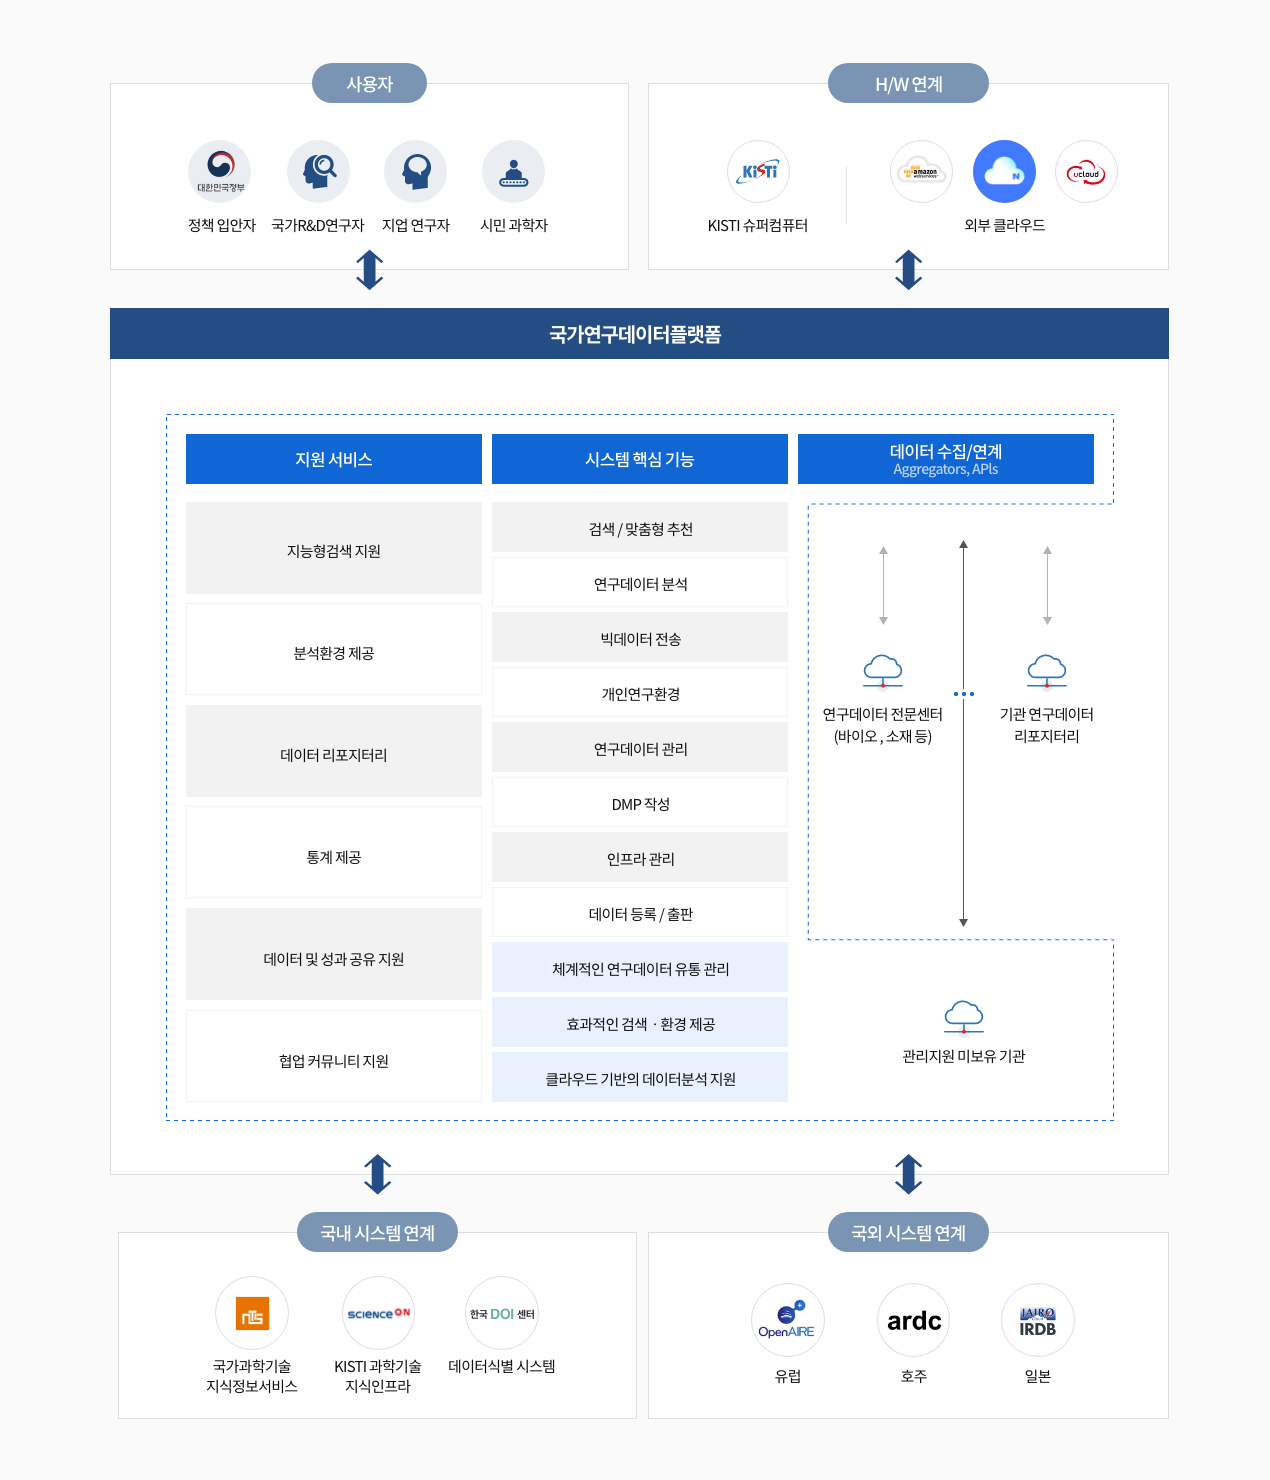 사용자
대한민국정부
정책 입안자
국가R&D연구자
지업 연구자
시민 과학자
H/W 연계
KiSTi
amazon
webservices
N
ucloud
KISTI 슈퍼컴퓨터
외부 클라우드
국가연구데이터플랫폼
지원 서비스
지능형검색 지원
분석환경 제공
데이터 리포지터리
통계 제공
데이터 및 성과 공유 지원
협업 커뮤니티 지원
시스템 핵심 기능
검색 / 맞춤형 추천
연구데이터 분석
빅데이터 전송
개인연구환경
연구데이터 관리
DMP 작성
인프라 관리
데이터 등록 / 출판
체계적인 연구데이터 유통 관리
효과적인 검색 · 환경 제공
클라우드 기반의 데이터분석 지원
데이터 수집/연계
Aggregators, APIs
연구데이터 전문센터
(바이오 , 소재 등)
기관 연구데이터
리포지터리
관리지원 미보유 기관
국내 시스템 연계
NTIS
국가과학기술
지식정보서비스
SCIENCE ON
KISTI 과학기술
지식인프라
한국 DOI 센터
데이터식별 시스템
국외 시스템 연계
OpenAIRE
유럽
ardc
호주
JAIRO
IRDB
일본